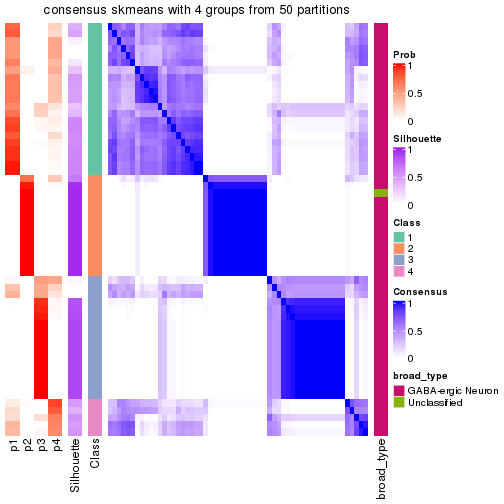 consensus skmeans with 4 groups from 50 partitions
Prob
1
0.5
0
Silhouette
1
0.5
0
Class
1
2
3
4
Consensus
1
0.5
0
broad_type
GABA-ergic Neuron
Unclassified
p1
p2
p3
p4
Silhouette
Class
broad_type